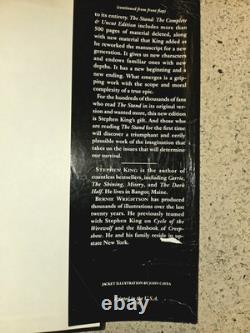 (continued from front flap)
to its entirety. The Stand: The Complete
& Uncut Edition includes more than
500 pages of material deleted, along
with new material that King added as
he reworked the manuscript for a new
generation. It gives us new characters
and endows familiar ones with new
depths. It has a new beginning and a
new ending. What emerges is a grip-
ping work with the scope and moral
complexity of a true epic.
For the hundreds of thousands of fans
who read The Stand in its original ver-
sion and wanted more, this new edition
is Stephen King's gift. And those who
are reading The Stand for the first time
will discover a triumphant and eerily
plausible work of the imagination that
takes on the issues that will determine
our survival.
STEPHEN KING is the author of
countless bestsellers, including Carrie,
The Shining, Misery, and The Dark
Half. He lives in Bangor, Maine.
BERNIE WRIGHTSON has produced
thousands of illustrations over the last
twenty years. He previously teamed
with Stephen King on Cycle of the
Werewolf and the filmbook of Creep-
show. He and his family reside in up-
state New York.
JACKET ILLUSTRATION BY JOHN CAYEA
Printed in the U.S.A.